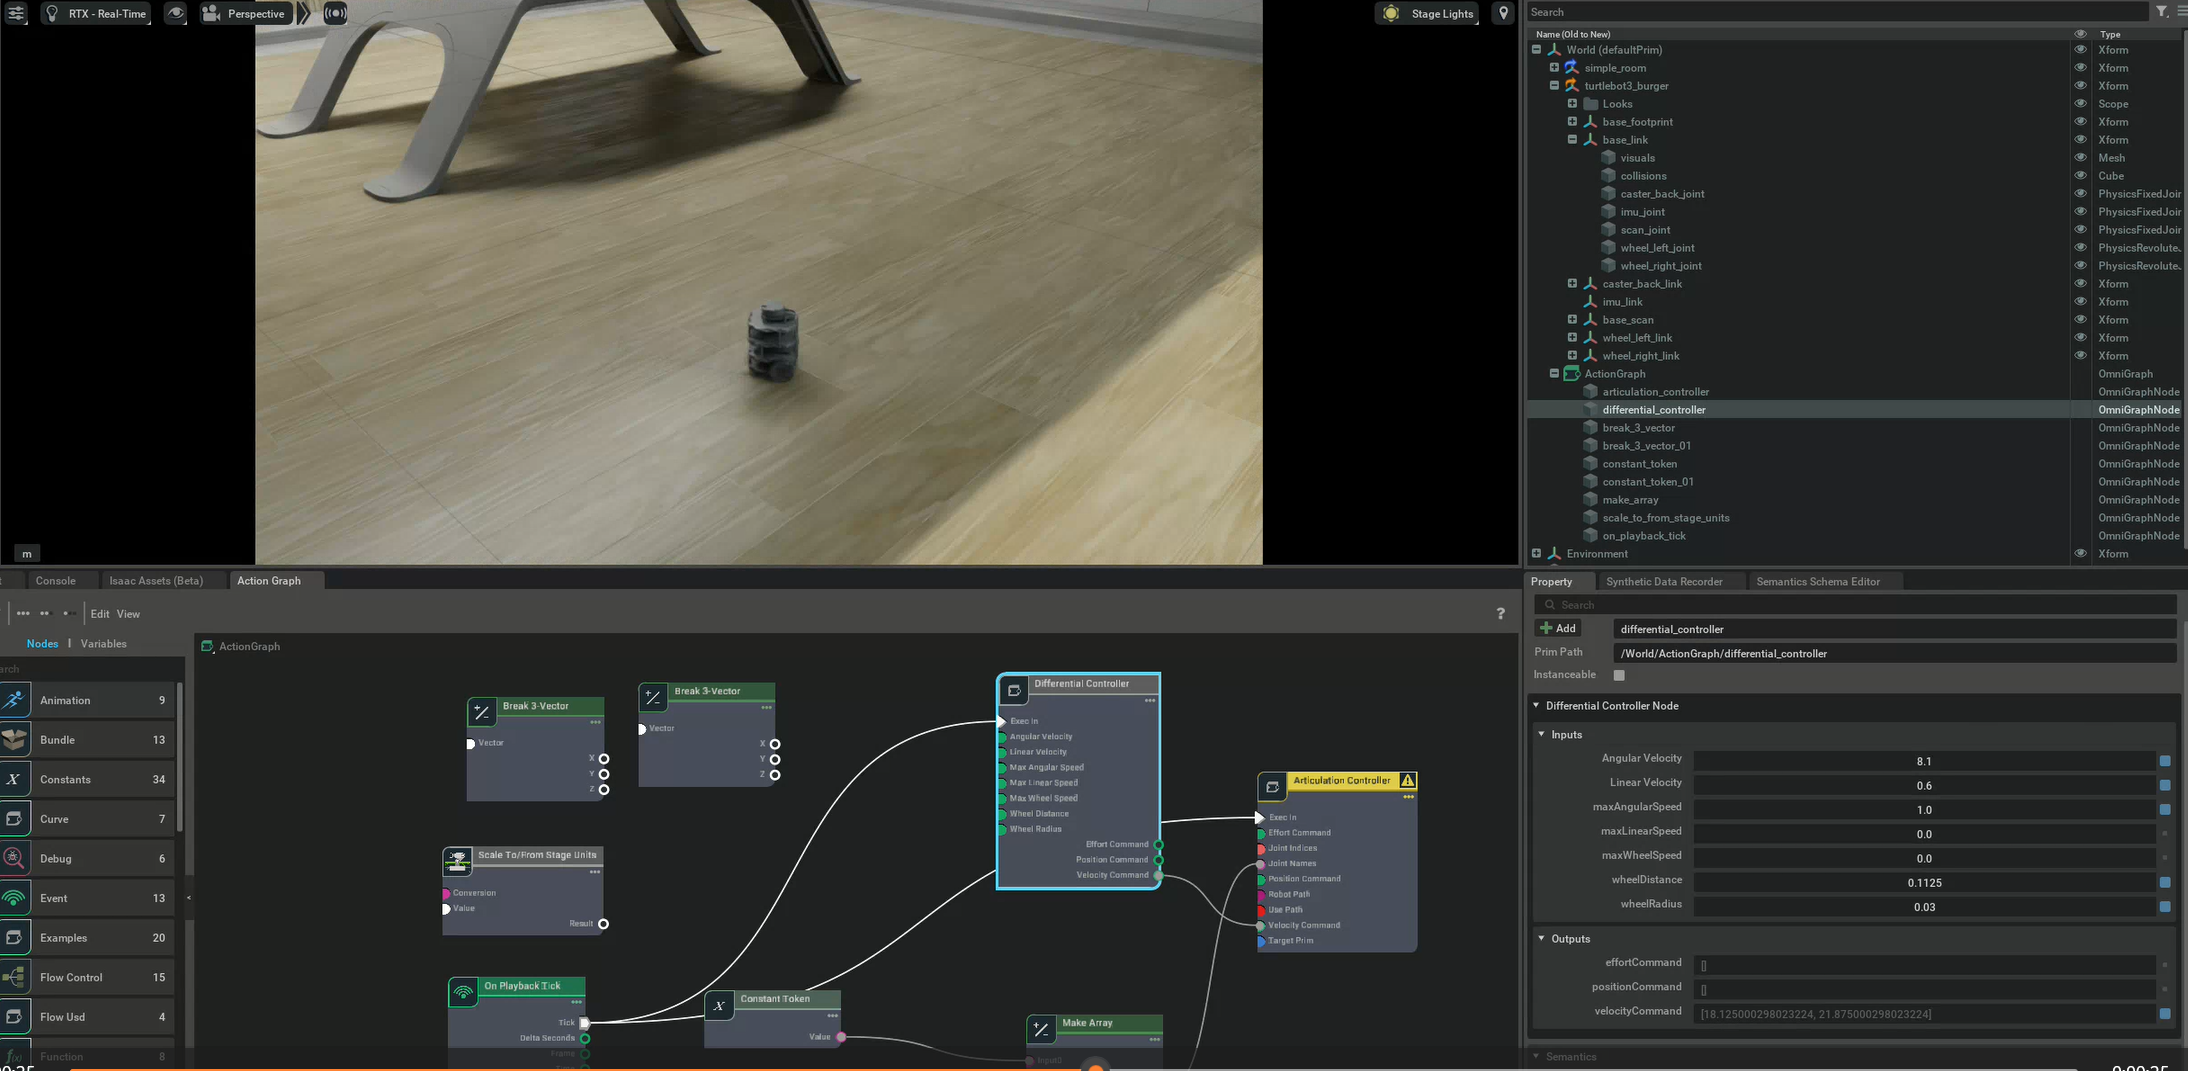 RTX - Real-Time
Perspective
Stage Lights
m
Search
Name (Old to New)
Type
World (defaultPrim)
Xform
simple_room
Xform
turtlebot3_burger
Xform
Looks
Scope
base_footprint
Xform
base_link
Xform
visuals
Mesh
collisions
Cube
caster_back_joint
PhysicsFixedJoir
imu_joint
PhysicsFixedJoir
scan_joint
PhysicsFixedJoir
wheel_left_joint
PhysicsRevolute.
wheel_right_joint
PhysicsRevolute.
caster_back_link
Xform
imu_link
Xform
base_scan
Xform
wheel_left_link
Xform
wheel_right_link
Xform
ActionGraph
OmniGraph
articulation_controller
OmniGraphNode
differential_controller
OmniGraphNode
break_3_vector
OmniGraphNode
break_3_vector_01
OmniGraphNode
constant_token
OmniGraphNode
constant_token_01
OmniGraphNode
make_array
OmniGraphNode
scale_to_from_stage_units
OmniGraphNode
on_playback_tick
OmniGraphNode
Environment
Xform
Console
Isaac Assets (Beta)
Action Graph
Edit View
?
Nodes
Variables
Animation 9
Bundle 13
Constants 34
Curve 7
Debug 6
Event 13
Examples 20
Flow Control 15
Flow Usd 4
Function 8
ActionGraph
Break 3-Vector
Vector
X
Y
Z
Break 3-Vector
Vector
X
Y
Z
Scale To/From Stage Units
Conversion
Value
Result
On Playback Tick
Tick
Delta Seconds
Frame
Constant Token
Value
Differential Controller
Exec In
Angular Velocity
Linear Velocity
Max Angular Speed
Max Linear Speed
Max Wheel Speed
Wheel Distance
Wheel Radius
Effort Command
Position Command
Velocity Command
Articulation Controller
Exec In
Effort Command
Joint Indices
Joint Names
Position Command
Robot Path
Use Path
Velocity Command
Target Prim
Make Array
Input0
Property
Synthetic Data Recorder
Semantics Schema Editor
Search
Add
differential_controller
Prim Path
/World/ActionGraph/differential_controller
Instanceable
Differential Controller Node
Inputs
Angular Velocity
8.1
Linear Velocity
0.6
maxAngularSpeed
1.0
maxLinearSpeed
0.0
maxWheelSpeed
0.0
wheelDistance
0.1125
wheelRadius
0.03
Outputs
effortCommand
[]
positionCommand
[]
velocityCommand
[18.125000298023224, 21.875000298023224]
Semantics